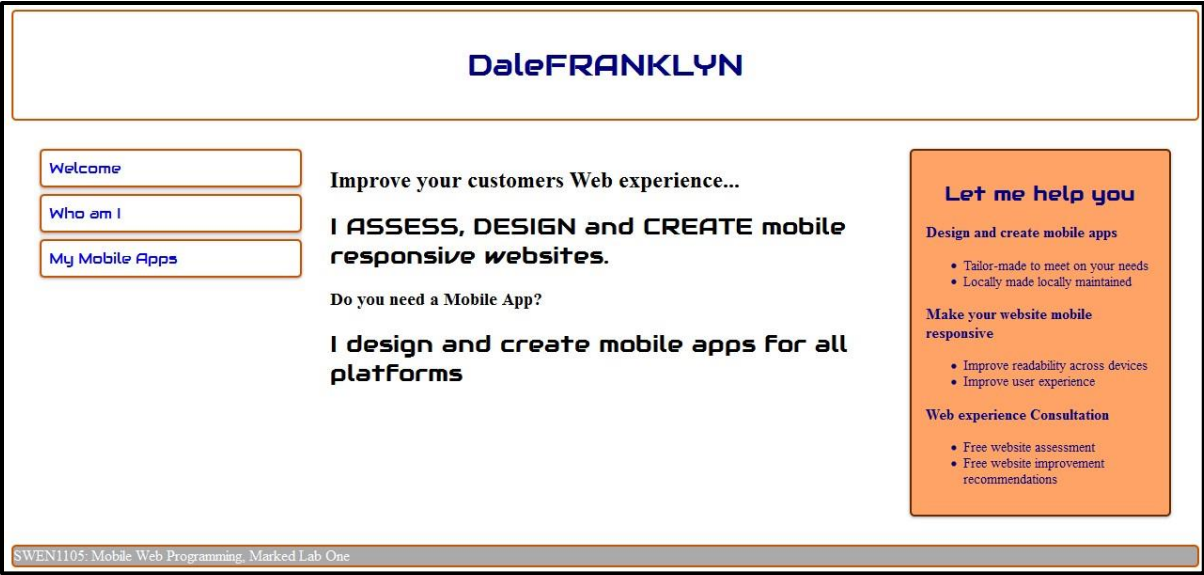 DaleFRANKLYN
Welcome
Who am I
My Mobile Apps
Improve your customers Web experience...
I ASSESS, DESIGN and CREATE mobile
responsive websites.
Do you need a Mobile App?
I design and create mobile apps for all
platforms
Let me help you
Design and create mobile apps
Tailor-made to meet on your needs
Locally made locally maintained
Make your website mobile
responsive
Improve readability across devices
Improve user experience
Web experience Consultation
Free website assessment
Free website improvement
recommendations
SWEN1105: Mobile Web Programming, Marked Lab One